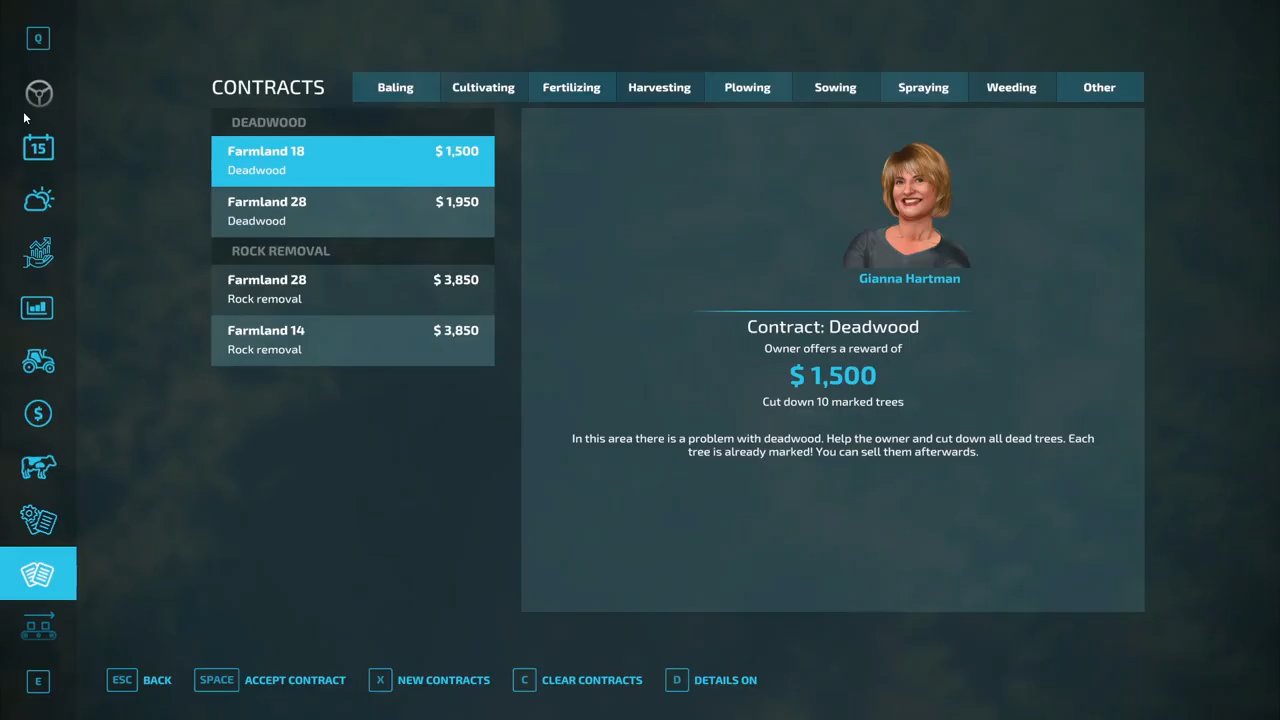 Q
CONTRACTS
Baling
Cultivating
Fertilizing
Harvesting
Plowing
Sowing
Spraying
Weeding
Other
DEADWOOD
Farmland 18 $ 1,500
Deadwood
Farmland 28 $ 1,950
Deadwood
ROCK REMOVAL
Farmland 28 $ 3,850
Rock removal
Farmland 14 $ 3,850
Rock removal
15
$
Gianna Hartman
Contract: Deadwood
Owner offers a reward of
$ 1,500
Cut down 10 marked trees
In this area there is a problem with deadwood. Help the owner and cut down all dead trees. Each
tree is already marked! You can sell them afterwards.
E
ESC BACK
SPACE ACCEPT CONTRACT
X NEW CONTRACTS
C CLEAR CONTRACTS
D DETAILS ON